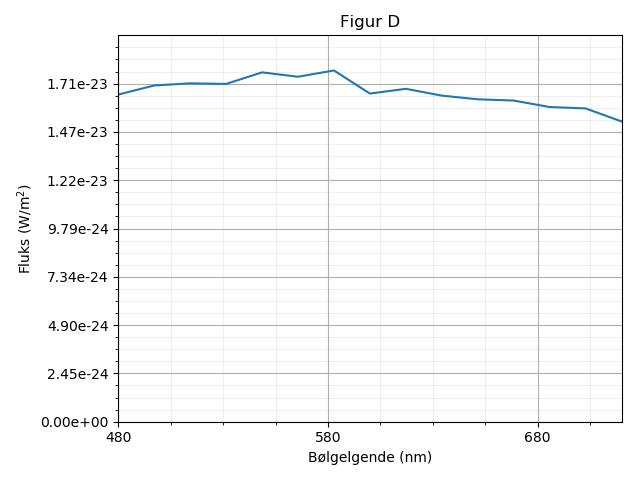 Figur D
1.71e-23
1.47e-23
1.22e-23
9.79e-24
7.34e-24
4.90e-24
2.45e-24
0.00e+00
Fluks (W/m²)
480 580 680
Bølgelgende (nm)